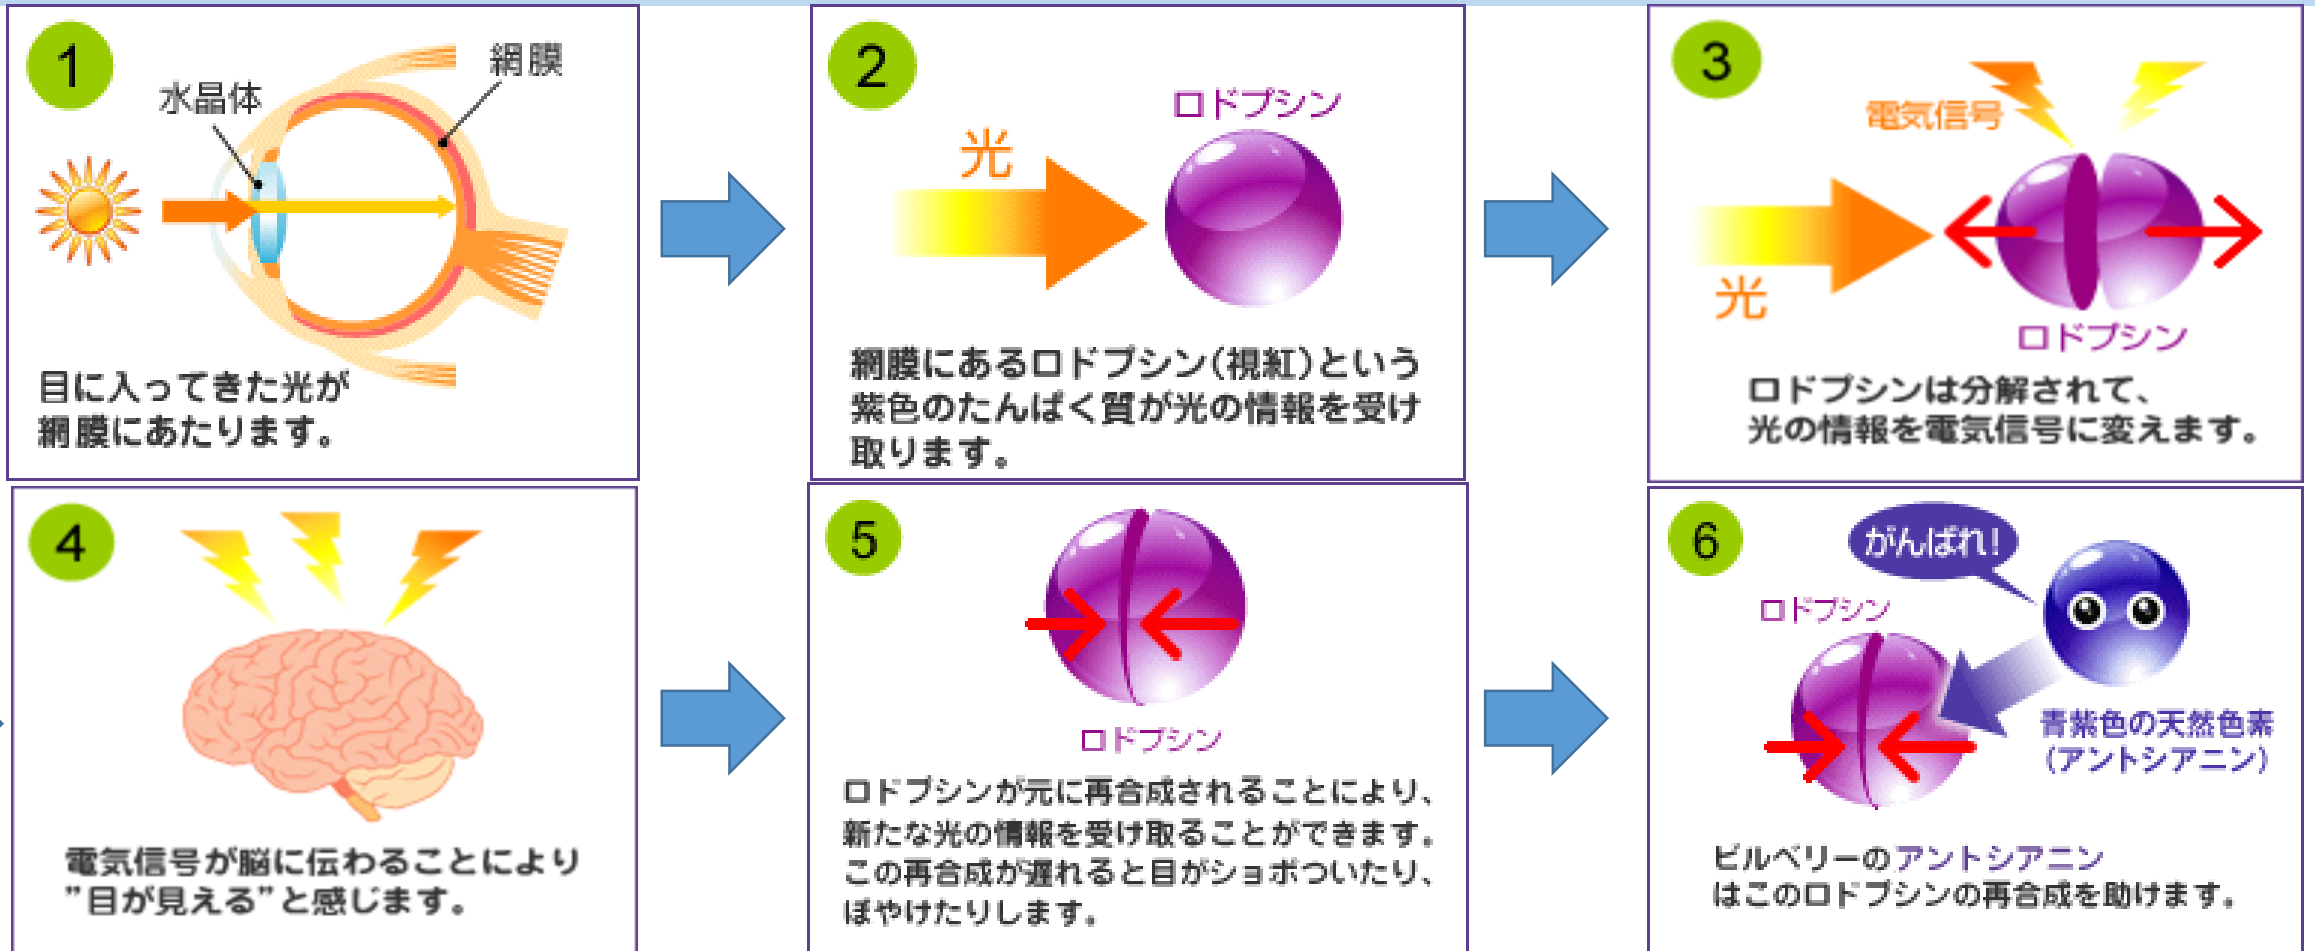 1
網膜
水晶体
目に入ってきた光が
網膜にあたります。
2
ロドプシン
光
網膜にあるロドプシン(視紅)という
紫色のたんぱく質が光の情報を受け
取ります。
3
電気信号
光
ロドプシン
ロドプシンは分解されて、
光の情報を電気信号に変えます。
4
電気信号が脳に伝わることにより
”目が見える”と感じます。
5
ロドプシン
ロドプシンが元に再合成されることにより、
新たな光の情報を受け取ることができます。
この再合成が遅れると目がショボついたり、
ぼやけたりします。
6
がんばれ!
ロドプシン
青紫色の天然色素
(アントシアニン)
ビルベリーのアントシアニン
はこのロドプシンの再合成を助けます。